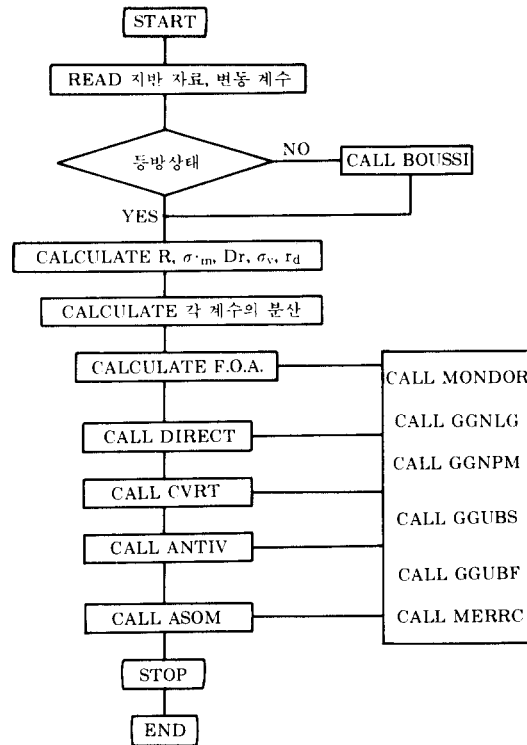 START
READ 지반 자료, 변동 계수
등방상태
NO
CALL BOUSSI
YES
CALCULATE R, σ·m, Dr, σv, rd
CALCULATE 각 계수의 분산
CALCULATE F.O.A.
CALL MONDOR
CALL GGNLG
CALL DIRECT
CALL GGNPM
CALL CVRT
CALL GGUBS
CALL ANTIV
CALL GGUBF
CALL ASOM
CALL MERRC
STOP
END